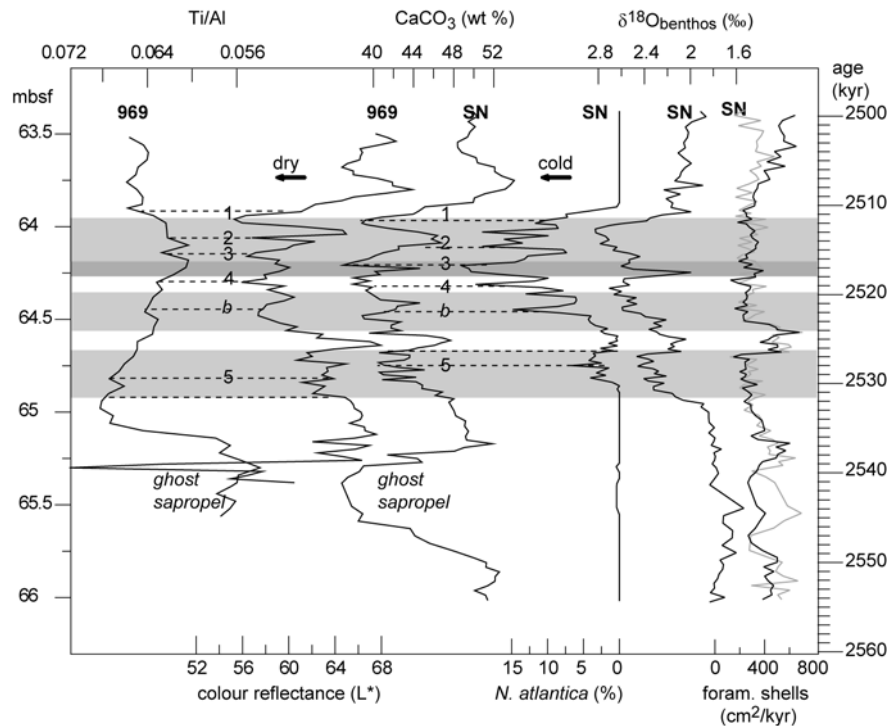 Ti/Al CaCO3 (wt %) δ18Obenthos (‰)
0.072 0.064 0.056 40 44 48 52 2.8 2.4 2 1.6
mbsf age
(kyr)
969 969 SN SN SN SN
63.5 2500
dry cold
1 1 2510
64
2 2
3 3
4 4 2520
b b
64.5
5 5 2530
65
2540
ghost ghost
sapropel sapropel
65.5
2550
66
2560
52 56 60 64 68 15 10 5 0 0 400 800
colour reflectance (L*) N. atlantica (%) foram. shells
(cm2/kyr)